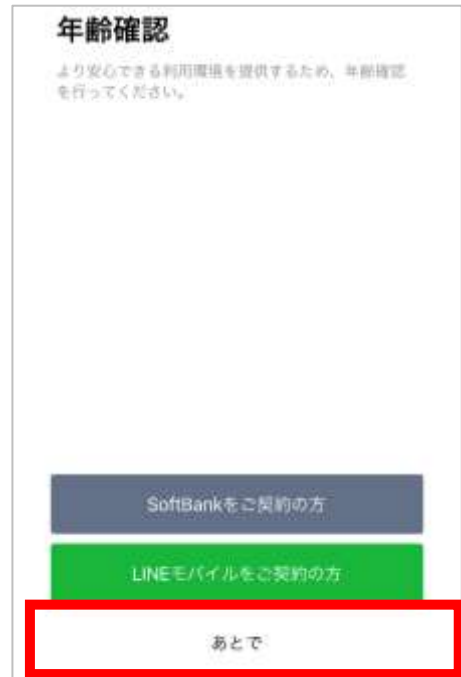 年齢確認
より安心できる利用環境を提供するため、年齢確認
を行ってください。
SoftBankをご契約の方
LINEモバイルをご契約の方
あとで